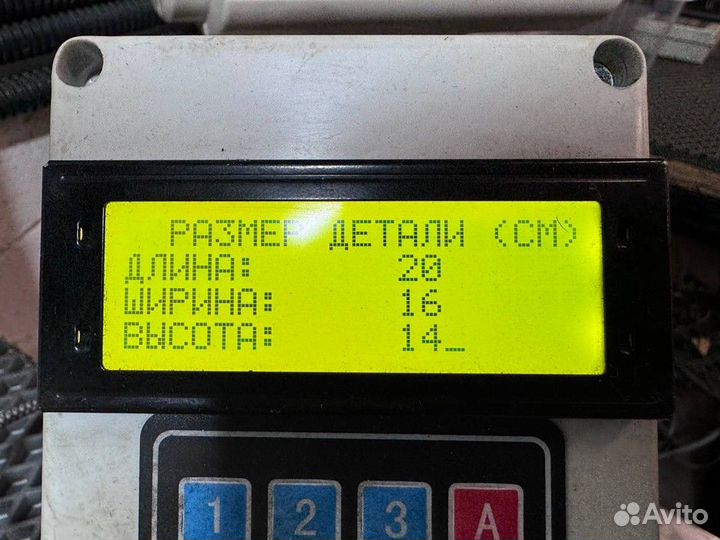 РАЗМЕР ДЕТАЛИ (СМ)
ДЛИНА: 20
ШИРИНА: 16
ВЫСОТА: 14_
1 2 3 A
Avito